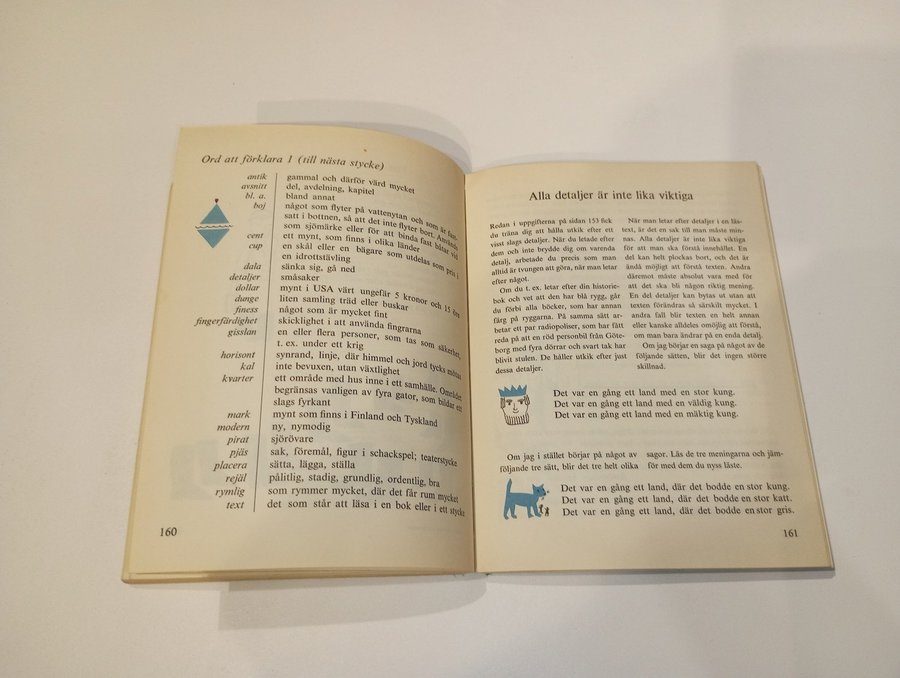 Ord att förklara 1 (till nästa stycke)
antik gammal och därför värd mycket
avsnitt del, avdelning, kapitel
bl. a. bland annat
boj något som flyter på vattenytan och som är fast
satt i bottnen, så att det inte flyter bort. Används
som sjömärke eller för att binda fast båtar vid
cent ett mynt, som finns i olika länder
cup en skål eller en bägare som utdelas som pris i
en idrottstävling
dala sänka sig, gå ned
detaljer småsaker
dollar mynt i USA värt ungefär 5 kronor och 15 öre
dunge liten samling träd eller buskar
finess något som är mycket fint
fingerfärdighet skicklighet i att använda fingrarna
gisslan en eller flera personer, som tas som säkerhet,
t. ex. under ett krig
horisont synrand, linje, där himmel och jord tycks mötas
kal inte bevuxen, utan växtlighet
kvarter ett område med hus inne i ett samhälle. Området
begränsas vanligen av fyra gator, som bildar ett
slags fyrkant
mark mynt som finns i Finland och Tyskland
modern ny, nymodig
pirat sjörövare
pjäs sak, föremål, figur i schackspel; teaterstycke
placera sätta, lägga, ställa
rejäl pålitlig, stadig, grundlig, ordentlig, bra
rymlig som rymmer mycket, där det får rum mycket
text det som står att läsa i en bok eller i ett stycke
160
Alla detaljer är inte lika viktiga
Redan i uppgifterna på sidan 153 fick
du träna dig att hålla utkik efter ett
visst slags detaljer. När du letade efter
dem och inte brydde dig om varenda
detalj, arbetade du precis som man
alltid är tvungen att göra, när man letar
efter något.
Om du t. ex. letar efter din historie-
bok och vet att den har blå rygg, går
du förbi alla böcker, som har annan
färg på ryggarna. På samma sätt ar-
betar ett par radiopoliser, som har fått
reda på att en röd personbil från Göte-
borg med fyra dörrar och svart tak har
blivit stulen. De håller utkik efter just
dessa detaljer.
När man letar efter detaljer i en läs-
text, är det en sak till man måste min-
nas. Alla detaljer är inte lika viktiga
för att man ska förstå innehållet. En
del kan helt plockas bort, och det är
ändå möjligt att förstå texten. Andra
däremot måste absolut vara med för
att det ska bli någon riktig mening.
En del detaljer kan bytas ut utan att
texten förändras så särskilt mycket. I
andra fall blir texten en helt annan
eller kanske alldeles omöjlig att förstå,
om man bara ändrar på en enda detalj.
Om jag börjar en saga på något av de
följande sätten, blir det ingen större
skillnad.
Det var en gång ett land med en stor kung.
Det var en gång ett land med en väldig kung.
Det var en gång ett land med en mäktig kung.
Om jag i stället börjar på något av
följande tre sätt, blir det tre helt olika
sagor. Läs de tre meningarna och jäm-
för med dem du nyss läste.
Det var en gång ett land, där det bodde en stor kung.
Det var en gång ett land, där det bodde en stor katt.
Det var en gång ett land, där det bodde en stor gris.
161